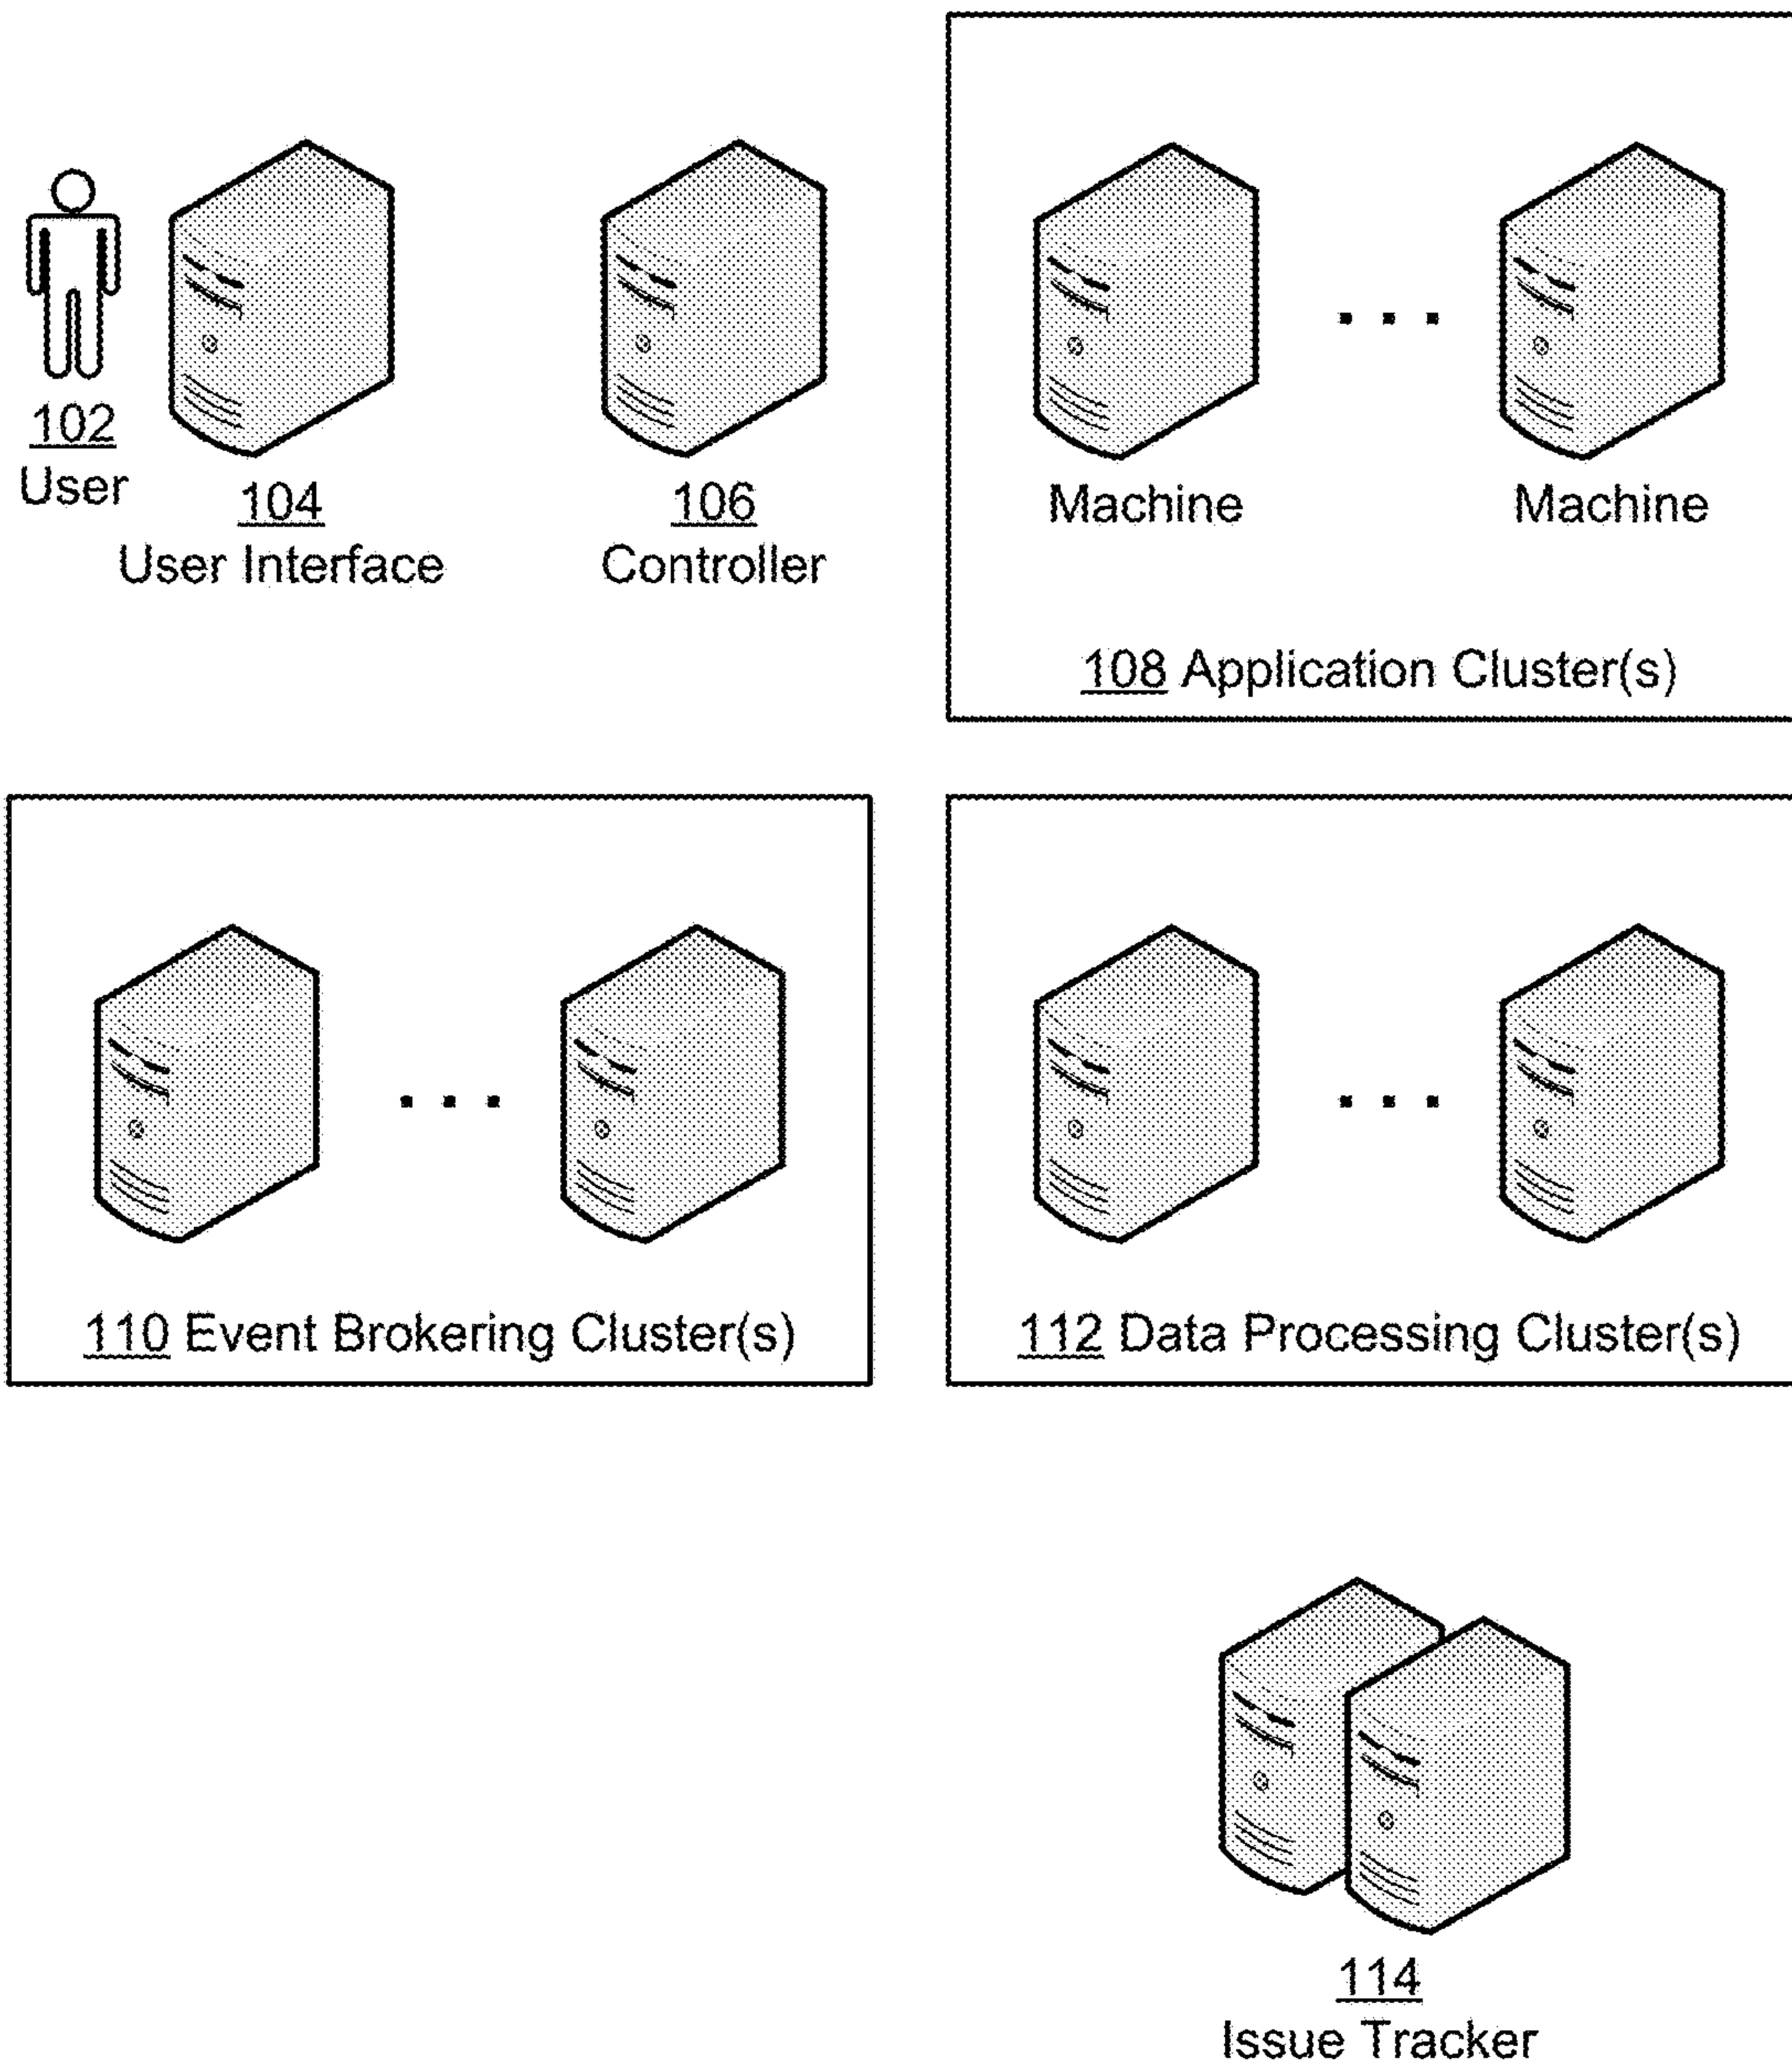 102
User
104
User Interface
106
Controller
Machine
Machine
108 Application Cluster(s)
110 Event Brokering Cluster(s)
112 Data Processing Cluster(s)
114
Issue Tracker